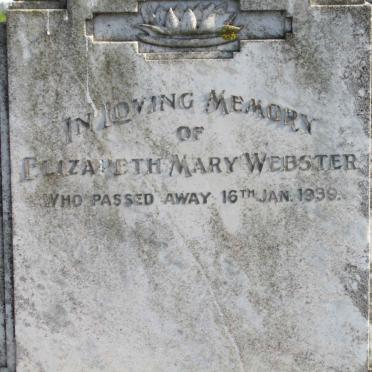 IN LOVING MEMORY
OF
ELIZABETH MARY WEBSTER
WHO PASSED AWAY 16TH JAN. 1939.